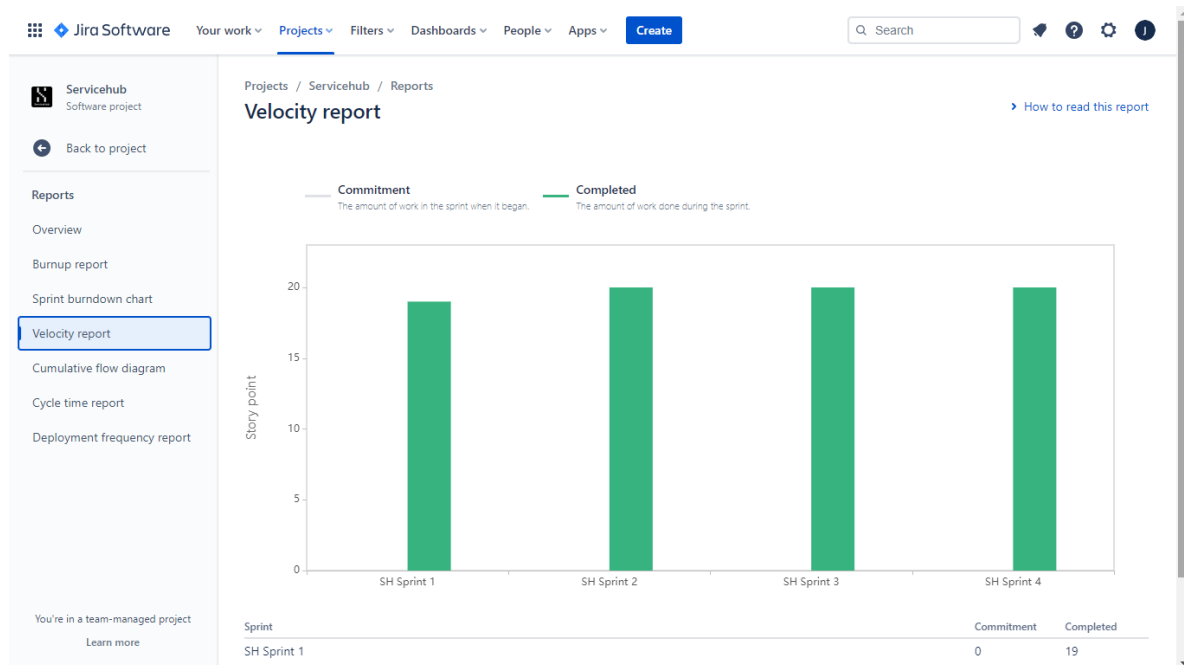 Jira Software Your work Projects Filters Dashboards People Apps Create Search J
Servicehub
Software project
Back to project
Reports
Overview
Burnup report
Sprint burndown chart
Velocity report
Cumulative flow diagram
Cycle time report
Deployment frequency report
You're in a team-managed project
Learn more
Projects / Servicehub / Reports
Velocity report
How to read this report
Commitment
The amount of work in the sprint when it began.
Completed
The amount of work done during the sprint.
Story point
20
15
10
5
0
SH Sprint 1 SH Sprint 2 SH Sprint 3 SH Sprint 4
Sprint Commitment Completed
SH Sprint 1 0 19